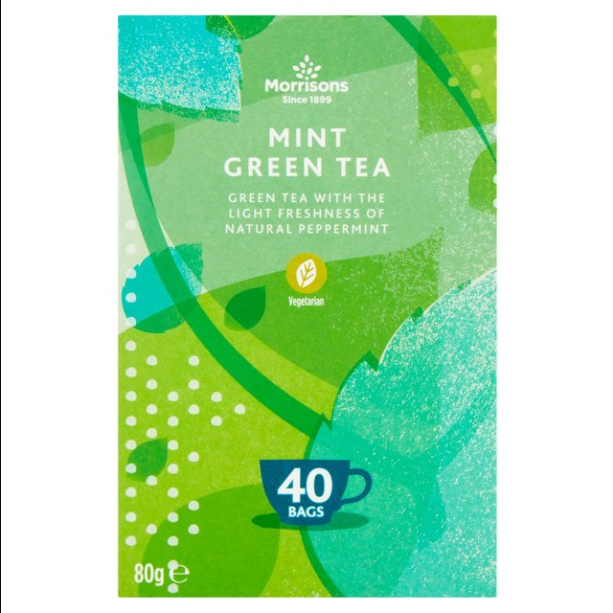 Morrisons
Since 1899
MINT
GREEN TEA
GREEN TEA WITH THE
LIGHT FRESHNESS OF
NATURAL PEPPERMINT
Vegetarian
40
BAGS
80g ℮